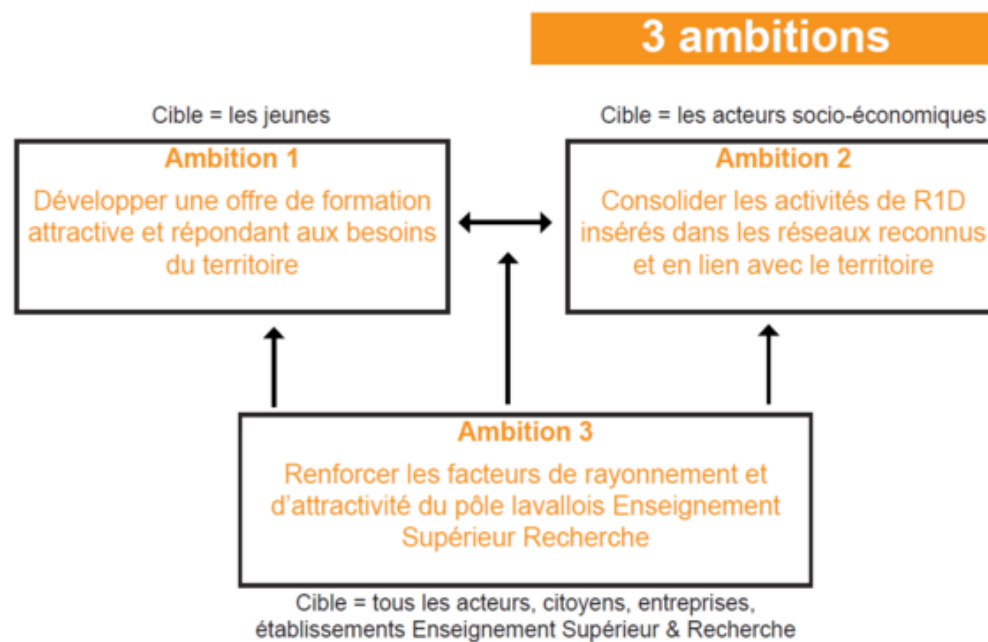 3 ambitions
Cible = les jeunes
Ambition 1
Développer une offre de formation
attractive et répondant aux besoins
du territoire
Cible = les acteurs socio-économiques
Ambition 2
Consolider les activités de R1D
insérés dans les réseaux reconnus
et en lien avec le territoire
Ambition 3
Renforcer les facteurs de rayonnement et
d'attractivité du pôle lavallois Enseignement
Supérieur Recherche
Cible = tous les acteurs, citoyens, entreprises,
établissements Enseignement Supérieur & Recherche